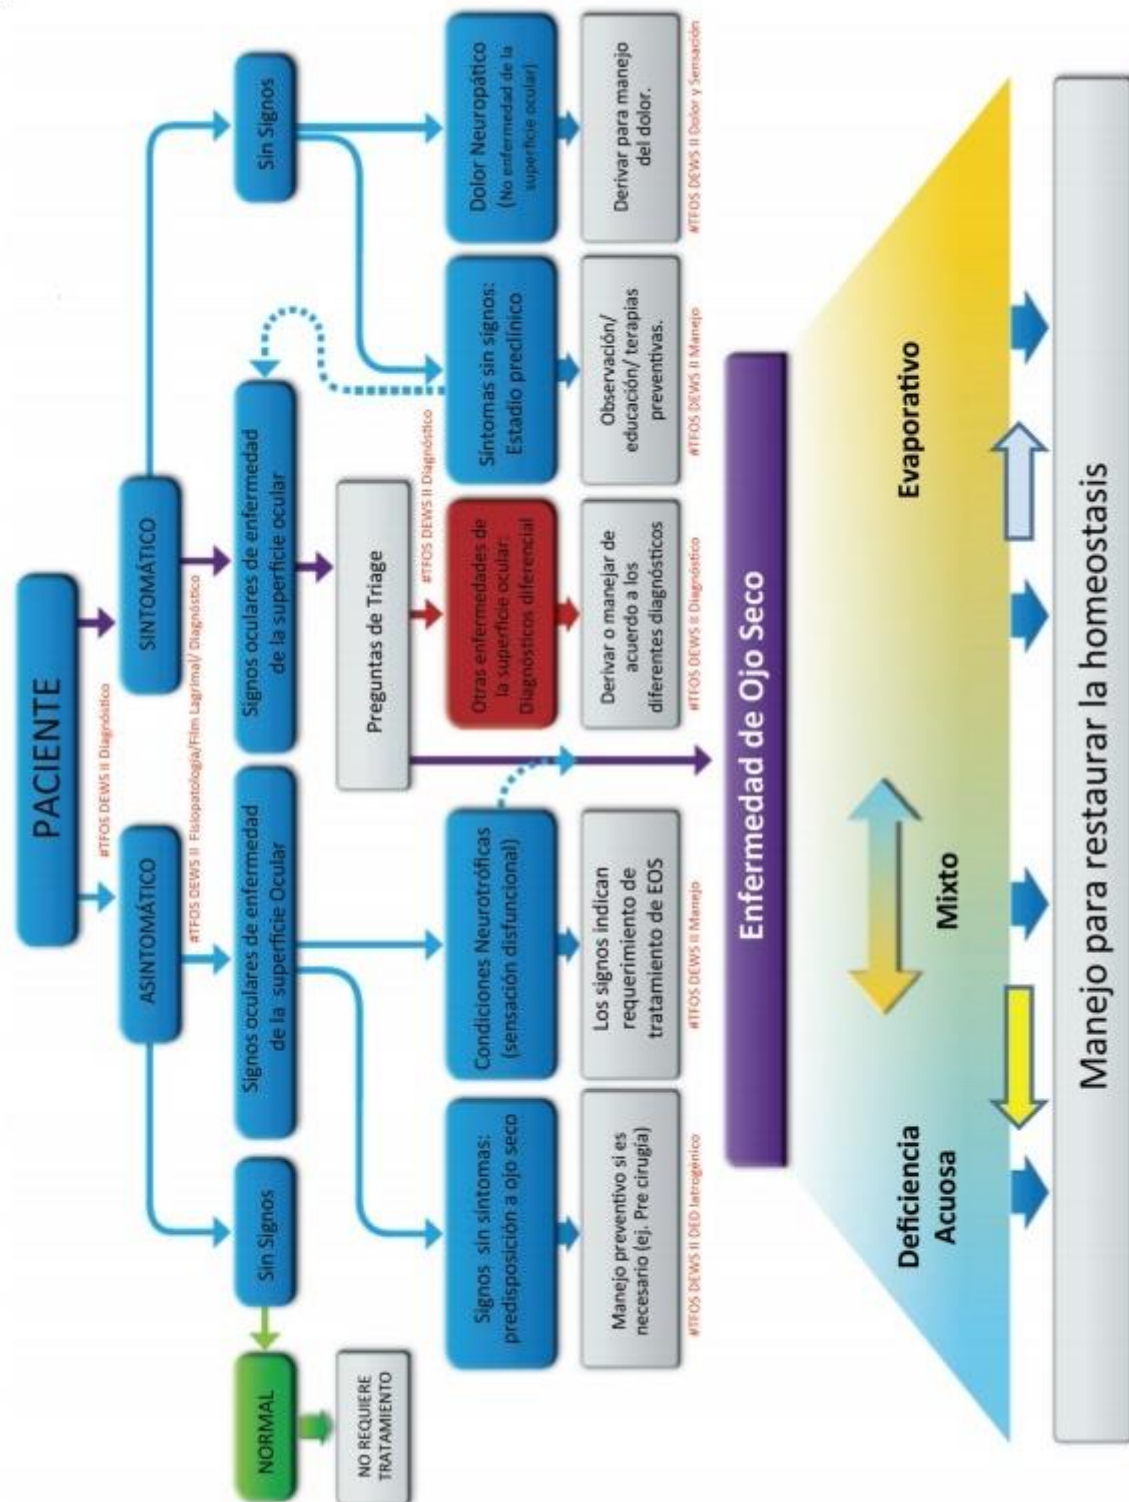 PACIENTE
#TFOS DEWS II Diagnóstico
ASINTOMÁTICO
SINTOMÁTICO
#TFOS DEWS II Fisiopatología/Film Lagrimal/ Diagnóstico
NORMAL
Sin Signos
Signos oculares de enfermedad
de la superficie Ocular
Signos oculares de enfermedad
de la superficie ocular
Sin Signos
NO REQUIERE
TRATAMIENTO
Preguntas de Triage
#TFOS DEWS II Diagnóstico
Signos sin síntomas:
predisposición a ojo seco
Condiciones Neurotróficas
(sensación disfuncional)
Otras enfermedades de
la superficie ocular:
Diagnósticos diferencial
Síntomas sin signos:
Estadio preclínico
Dolor Neuropático
(No enfermedad de la
superficie ocular)
Manejo preventivo si es
necesario (ej. Pre cirugía)
Los signos indican
requerimiento de
tratamiento de EOS
Derivar o manejar de
acuerdo a los
diferentes diagnósticos
Observación/
educación/ terapias
preventivas.
Derivar para manejo
del dolor.
#TFOS DEWS II DED Iatrogénico
#TFOS DEWS II Manejo
#TFOS DEWS II Diagnóstico
#TFOS DEWS II Manejo
#TFOS DEWS II Dolor y Sensación
Enfermedad de Ojo Seco
Deficiencia
Acuosa
Mixto
Evaporativo
Manejo para restaurar la homeostasis